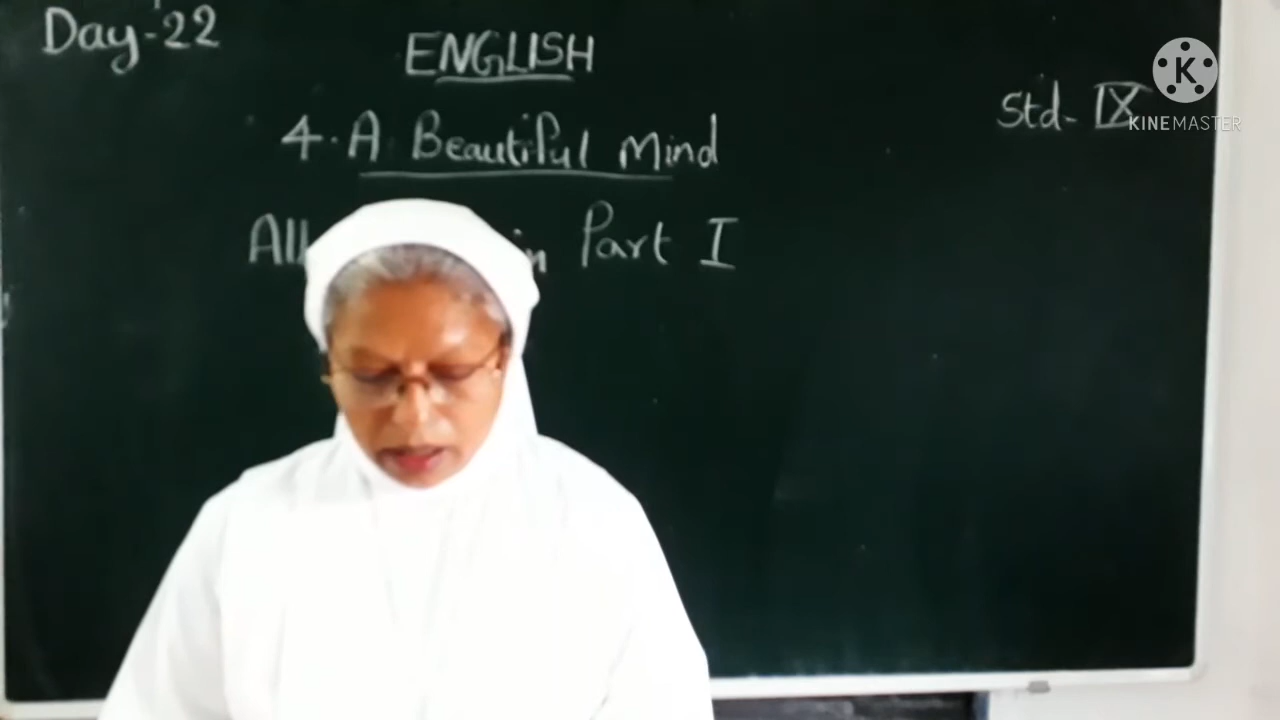 Day-22
ENGLISH
Std- IX
4. A Beautiful Mind
Part I
K
KINEMASTER